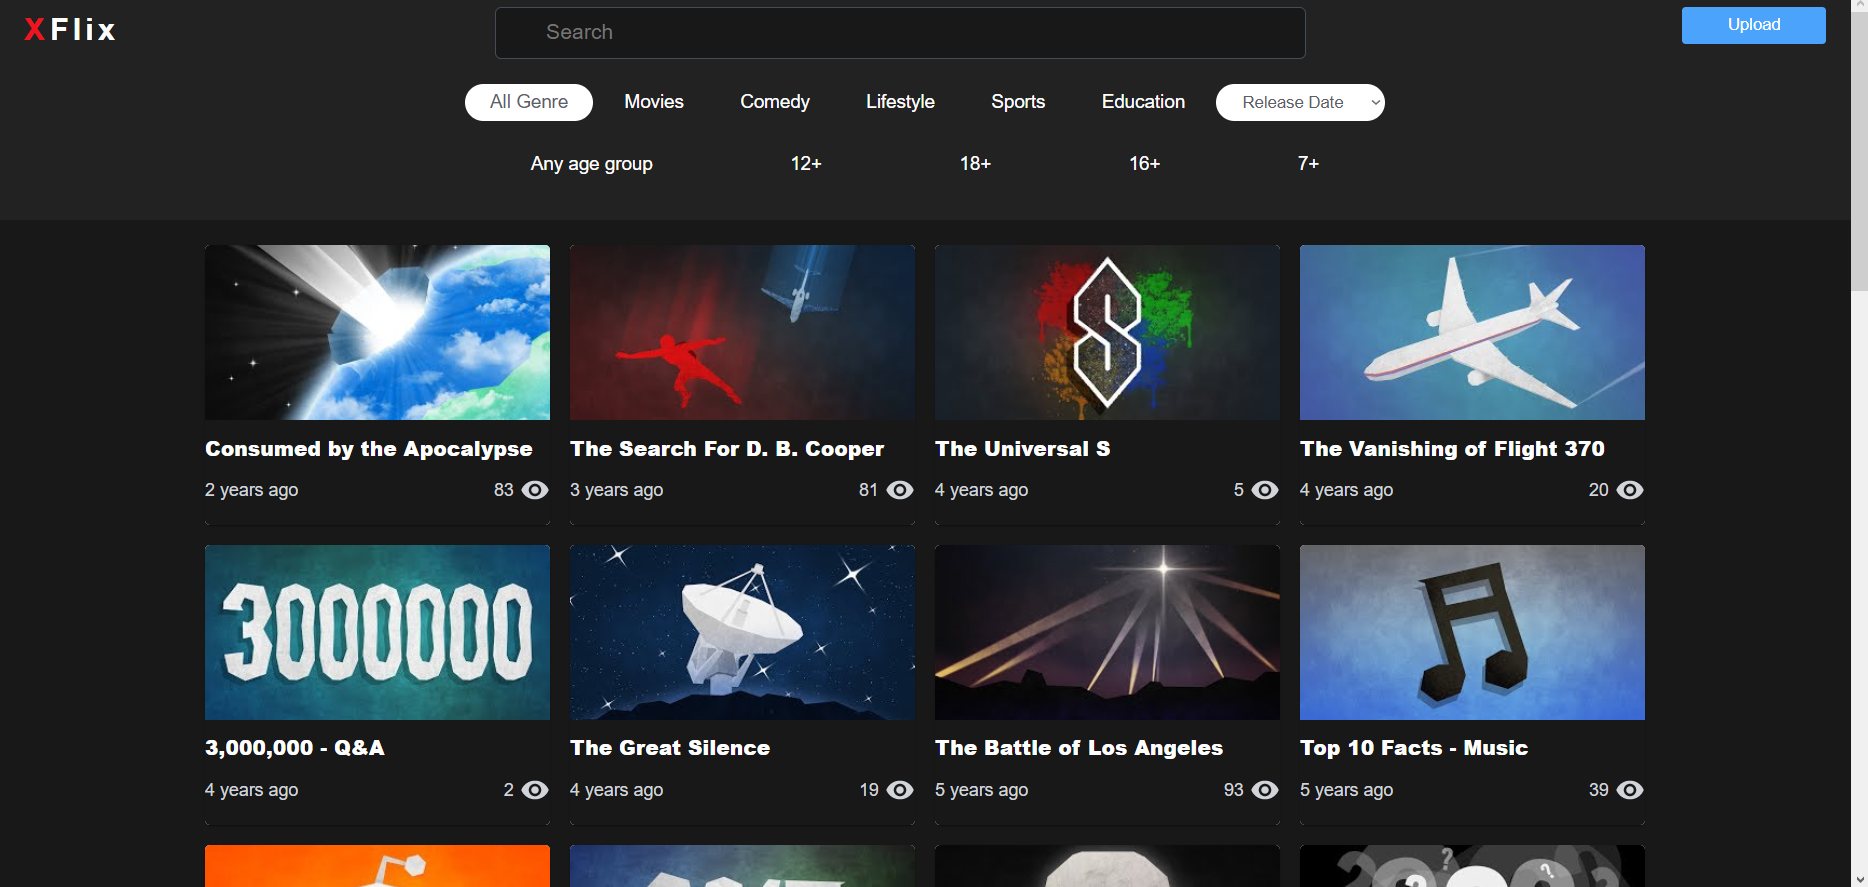 XFlix
Search
Upload
All Genre Movies Comedy Lifestyle Sports Education Release Date
Any age group 12+ 18+ 16+ 7+
Consumed by the Apocalypse
2 years ago 83
The Search For D. B. Cooper
3 years ago 81
The Universal S
4 years ago 5
The Vanishing of Flight 370
4 years ago 20
3000000
3,000,000 - Q&A
4 years ago 2
The Great Silence
4 years ago 19
The Battle of Los Angeles
5 years ago 93
Top 10 Facts - Music
5 years ago 39
? ? ?